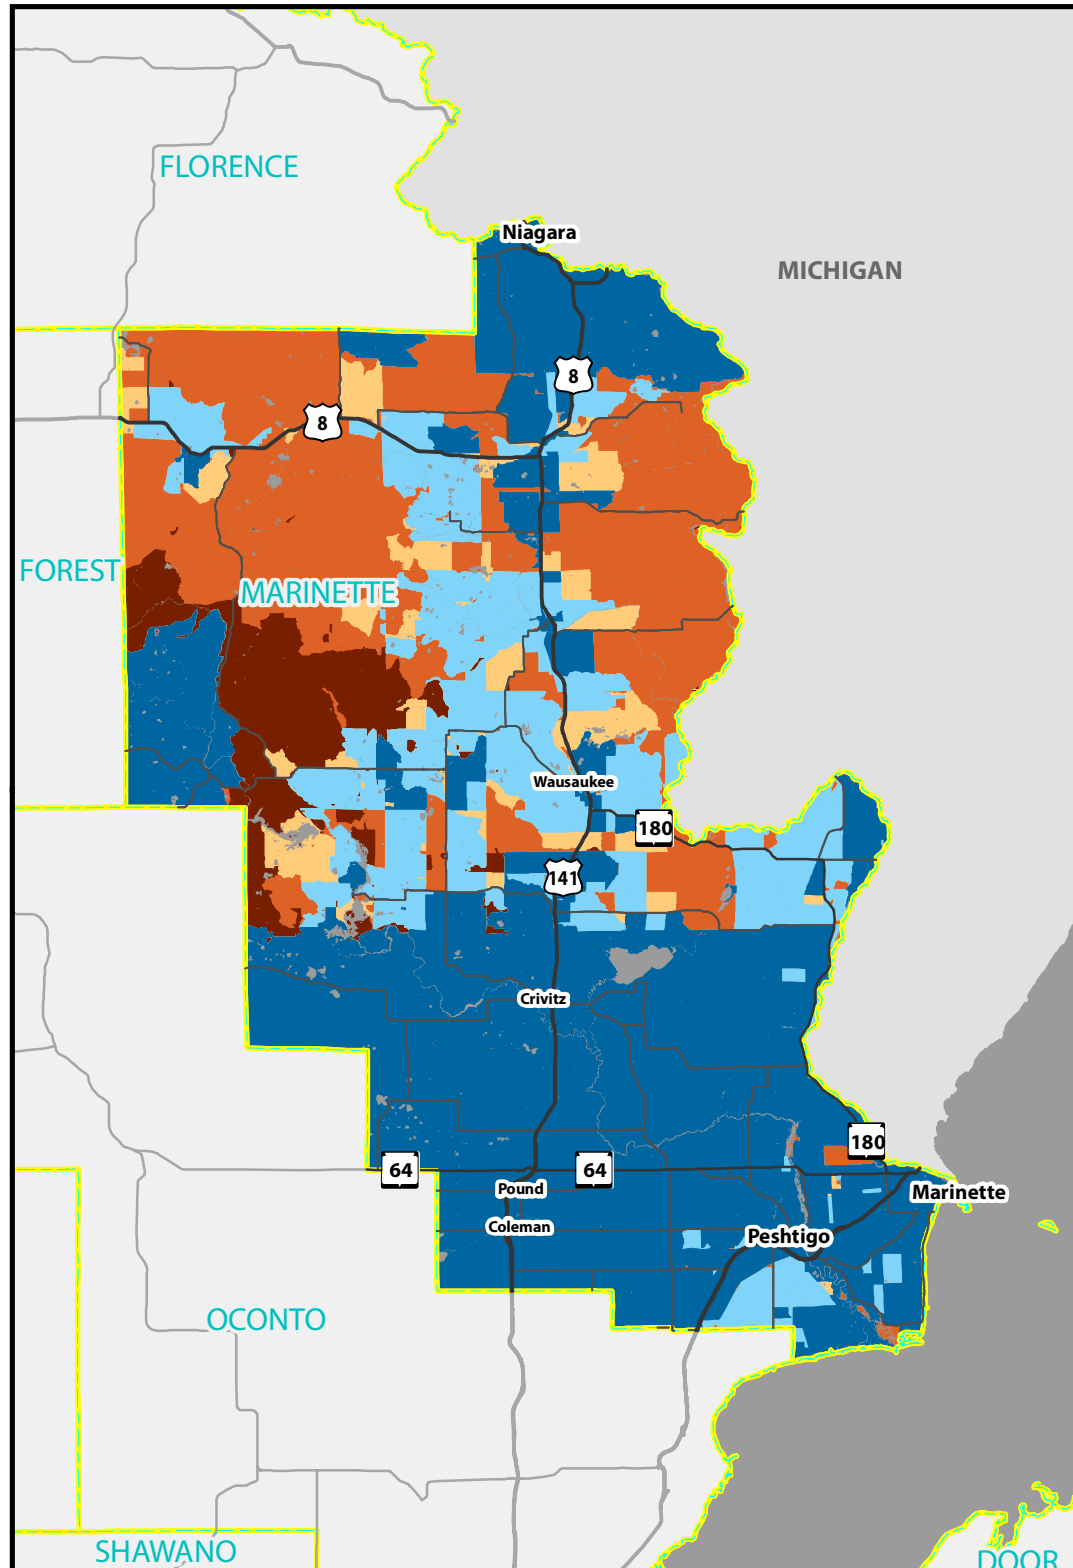 FLORENCE
Niagara
MICHIGAN
8
8
FOREST
MARINETTE
Wausaukee
180
141
Crivitz
180
64
64
Pound
Marinette
Coleman
Peshtigo
OCONTO
SHAWANO
DOOR